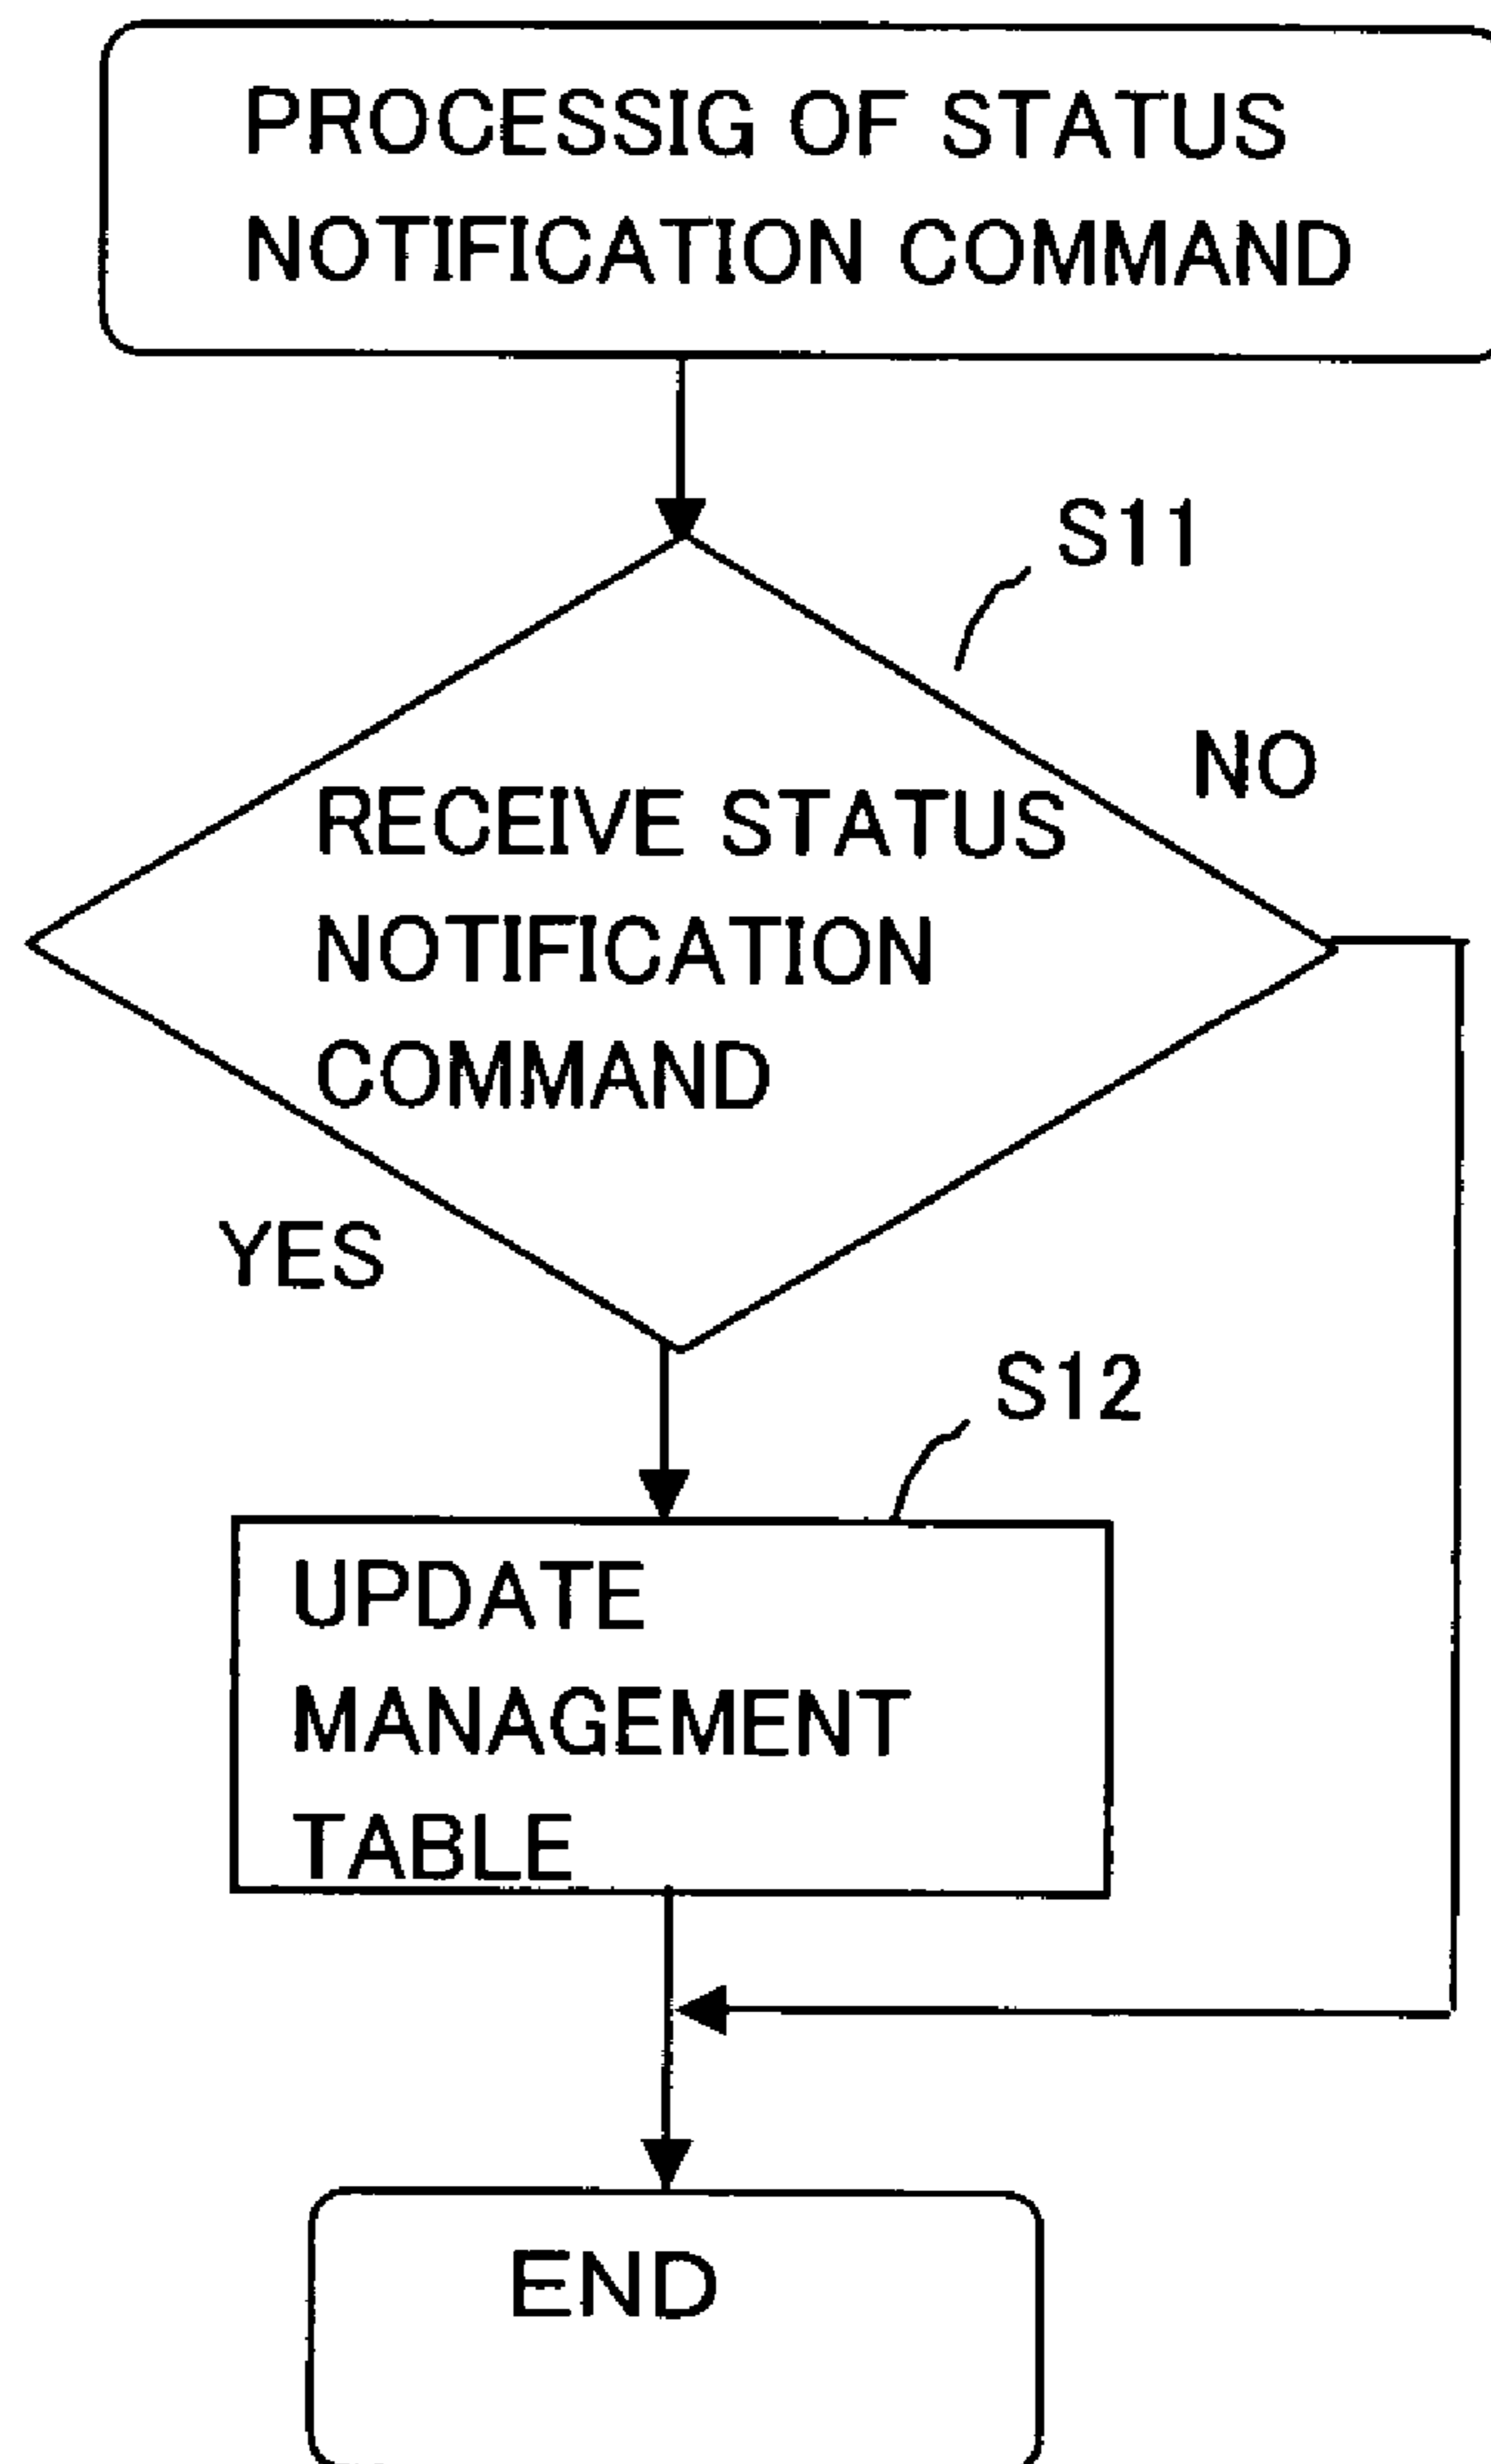 PROCESSIG OF STATUS
NOTIFICATION COMMAND
S11
NO
RECEIVE STATUS
NOTIFICATION
COMMAND
YES
S12
UPDATE
MANAGEMENT
TABLE
END